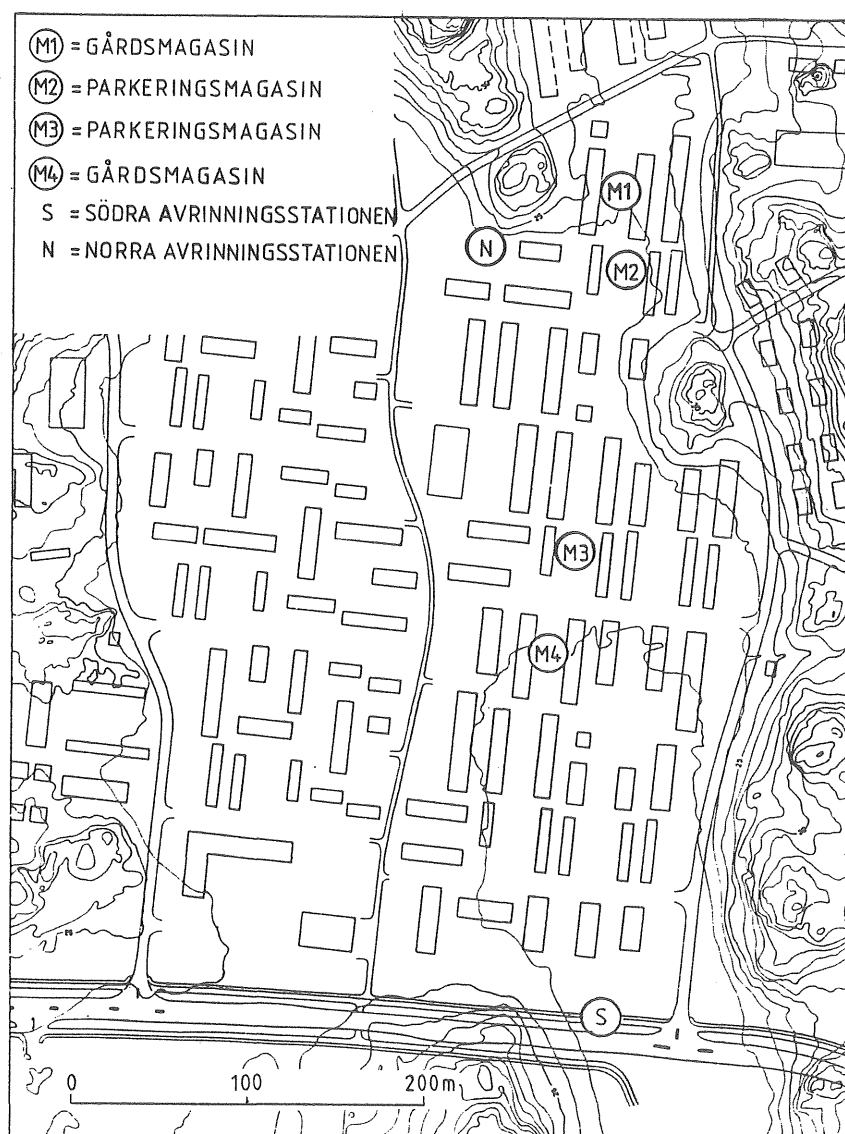 M1 = GÅRDSMAGASIN
M2 = PARKERINGSMAGASIN
M3 = PARKERINGSMAGASIN
M4 = GÅRDSMAGASIN
S = SÖDRA AVRINNINGSSTATIONEN
N = NORRA AVRINNINGSSTATIONEN
M1
N
M2
M3
M4
S
0 100 200m